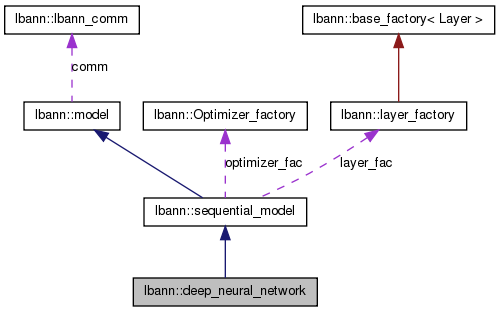 lbann::lbann_comm
lbann::base_factory< Layer >
comm
lbann::model
lbann::Optimizer_factory
lbann::layer_factory
optimizer_fac
layer_fac
lbann::sequential_model
lbann::deep_neural_network